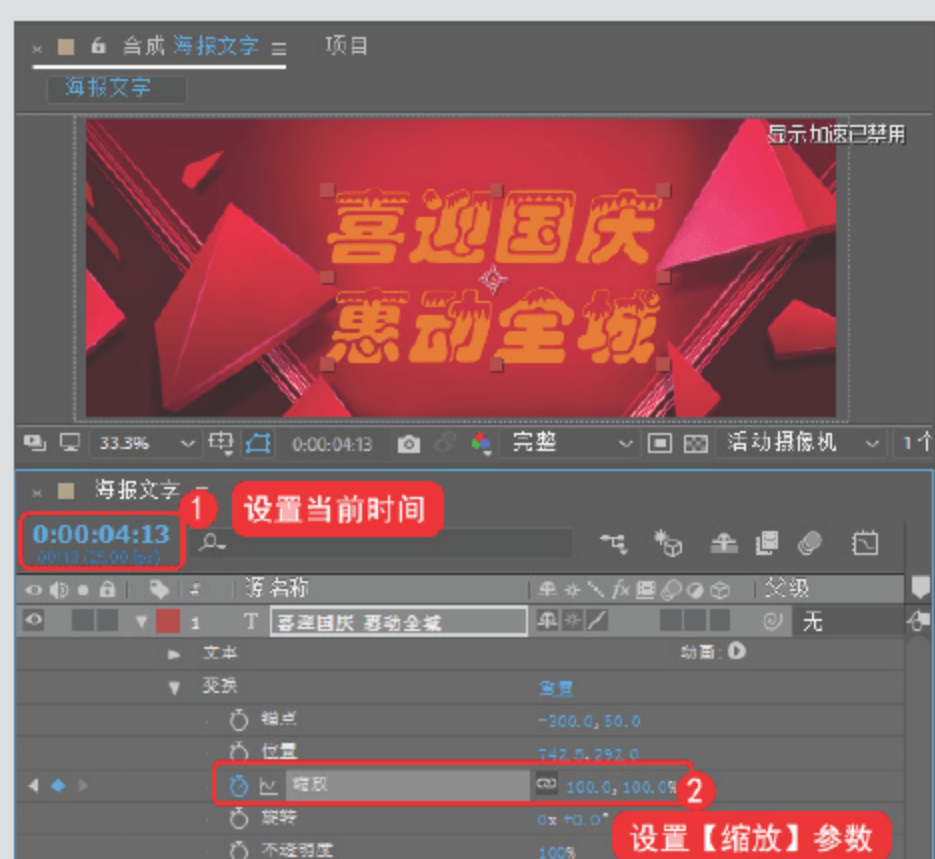 合成 海报文字 项目
海报文字
显示加速已禁用
喜迎国庆
惠动全城
33.3% 0:00:04:13 完整 活动摄像机 1个
海报文字
1 设置当前时间
0:00:04:13
# 源名称 父级
1 T 喜迎国庆 惠动全城 无
文本 动画:
变换 重置
锚点 -300.0,50.0
位置 742.5,292.0
缩放 100.0,100.0%
2
旋转 0x +0.0°
设置【缩放】参数
不透明度 100%